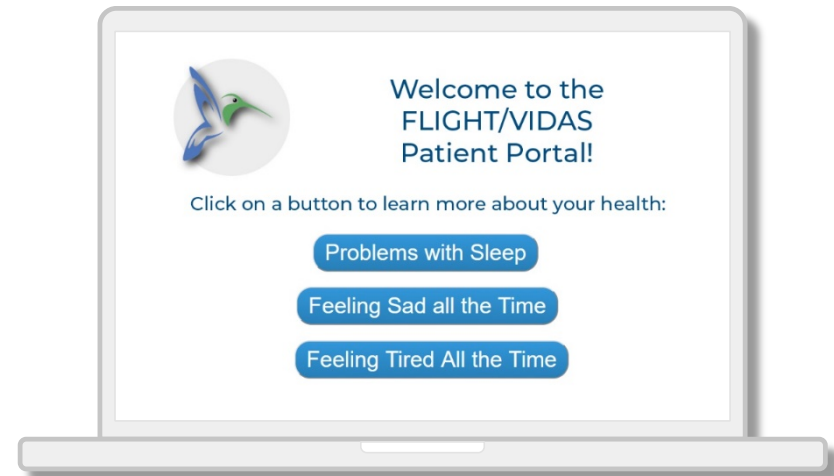 Welcome to the
FLIGHT/VIDAS
Patient Portal!
Click on a button to learn more about your health:
Problems with Sleep
Feeling Sad all the Time
Feeling Tired All the Time